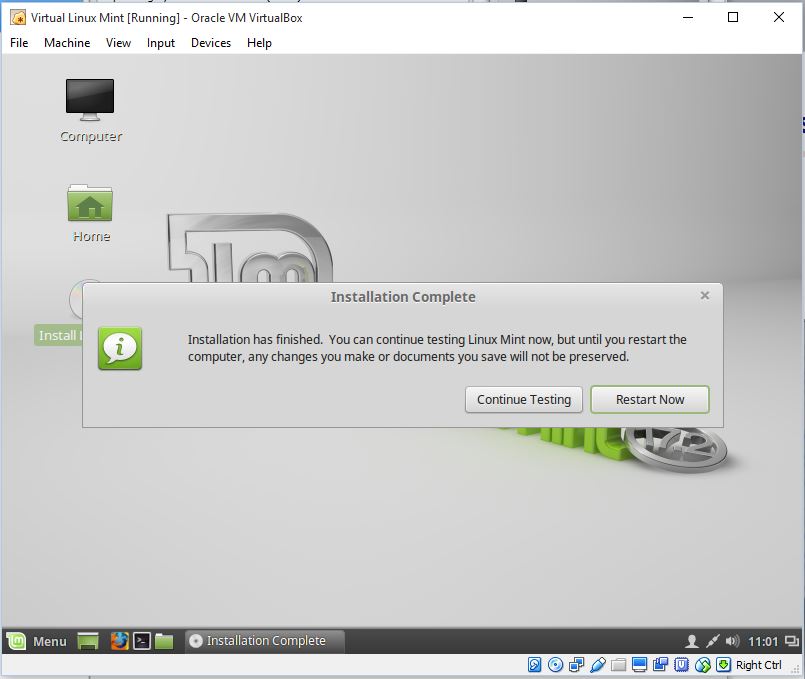 Virtual Linux Mint [Running] - Oracle VM VirtualBox
File Machine View Input Devices Help
Computer
Home
Install
Installation Complete
Installation has finished. You can continue testing Linux Mint now, but until you restart the
computer, any changes you make or documents you save will not be preserved.
Continue Testing Restart Now
17.2
Menu Installation Complete 11:01
Right Ctrl